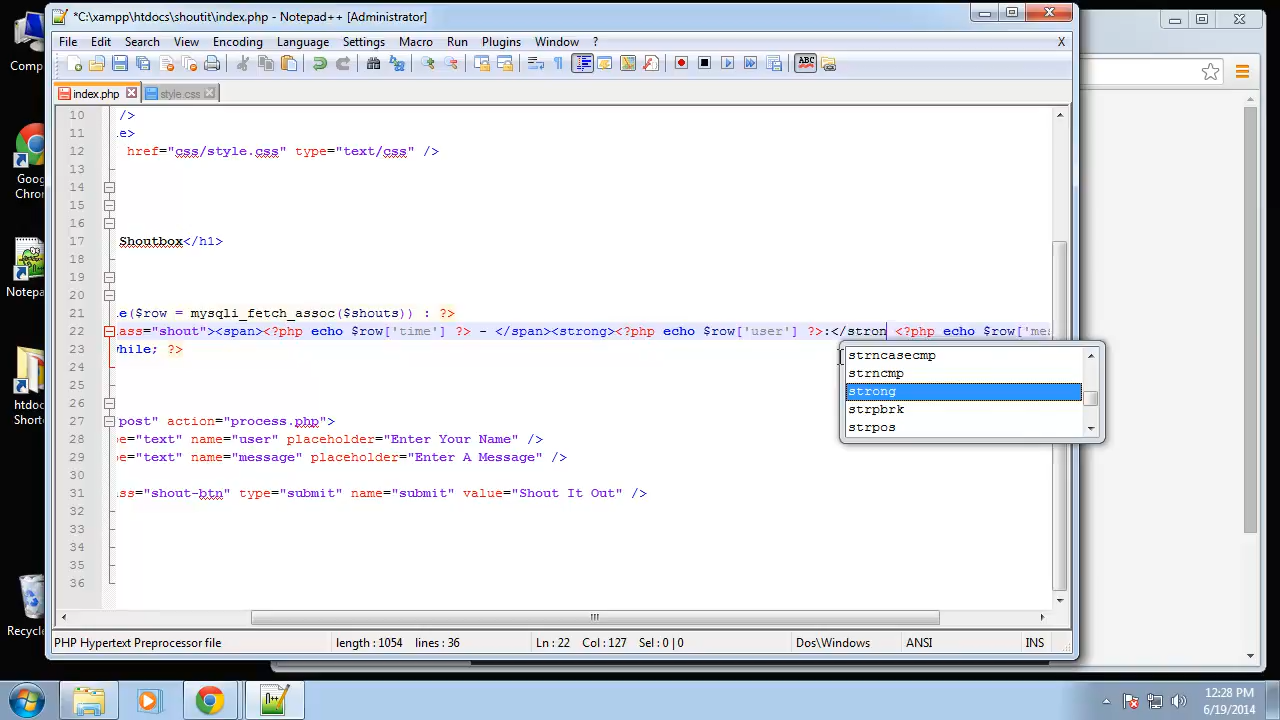 *C:\xampp\htdocs\shoutit\index.php - Notepad++ [Administrator]
File Edit Search View Encoding Language Settings Macro Run Plugins Window ? X
index.php style.css
10 />
11 e>
12 href="css/style.css" type="text/css" />
13
14
15
16
17 Shoutbox</h1>
18
19
20
21 e($row = mysqli_fetch_assoc($shouts)) : ?>
22 ass="shout"><span><?php echo $row['time'] ?> - </span><strong><?php echo $row['user'] ?>:</stron <?php echo $row['mes
23 while; ?>
24
25
26
27 post" action="process.php">
28 pe="text" name="user" placeholder="Enter Your Name" />
29 pe="text" name="message" placeholder="Enter A Message" />
30
31 ass="shout-btn" type="submit" name="submit" value="Shout It Out" />
32
33
34
35
36
strncasecmp
strncmp
strong
strpbrk
strpos
PHP Hypertext Preprocessor file length : 1054 lines : 36 Ln : 22 Col : 127 Sel : 0 | 0 Dos\Windows ANSI INS
Comp
Goog
Chro
Notepa
htdoc
Shortc
Recycl
12:28 PM
6/19/2014